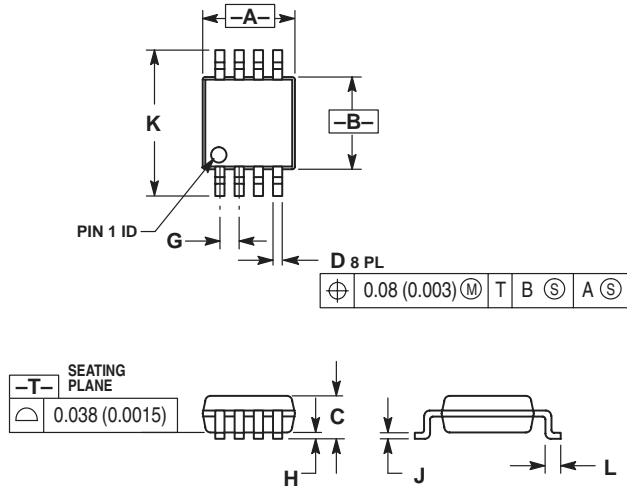 –A–
K
–B–
PIN 1 ID
G
D 8 PL
⌖ 0.08 (0.003) Ⓜ T B Ⓢ A Ⓢ
–T– SEATING
PLANE
⌓ 0.038 (0.0015)
C
H
J
L